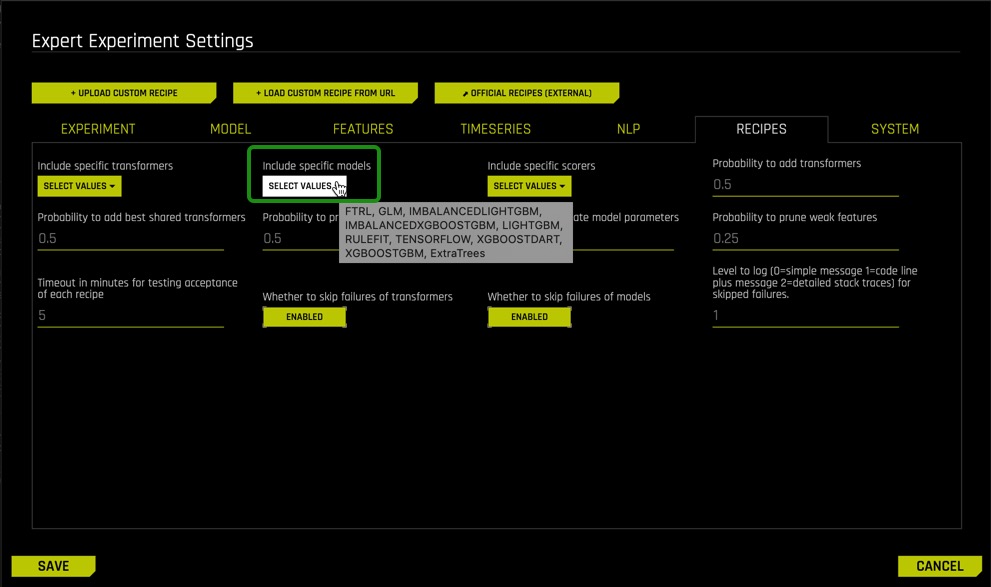 Expert Experiment Settings
+ UPLOAD CUSTOM RECIPE
+ LOAD CUSTOM RECIPE FROM URL
OFFICIAL RECIPES (EXTERNAL)
EXPERIMENT
MODEL
FEATURES
TIMESERIES
NLP
RECIPES
SYSTEM
Include specific transformers
SELECT VALUES
Include specific models
SELECT VALUES
Include specific scorers
SELECT VALUES
Probability to add transformers
0.5
Probability to add best shared transformers
0.5
Probability to pr
0.5
FTRL, GLM, IMBALANCEDLIGHTGBM,
IMBALANCEDXGBOOSTGBM, LIGHTGBM,
RULEFIT, TENSORFLOW, XGBOOSTDART,
XGBOOSTGBM, ExtraTrees
ate model parameters
Probability to prune weak features
0.25
Timeout in minutes for testing acceptance
of each recipe
5
Whether to skip failures of transformers
ENABLED
Whether to skip failures of models
ENABLED
Level to log (0=simple message 1=code line
plus message 2=detailed stack traces) for
skipped failures.
1
SAVE
CANCEL